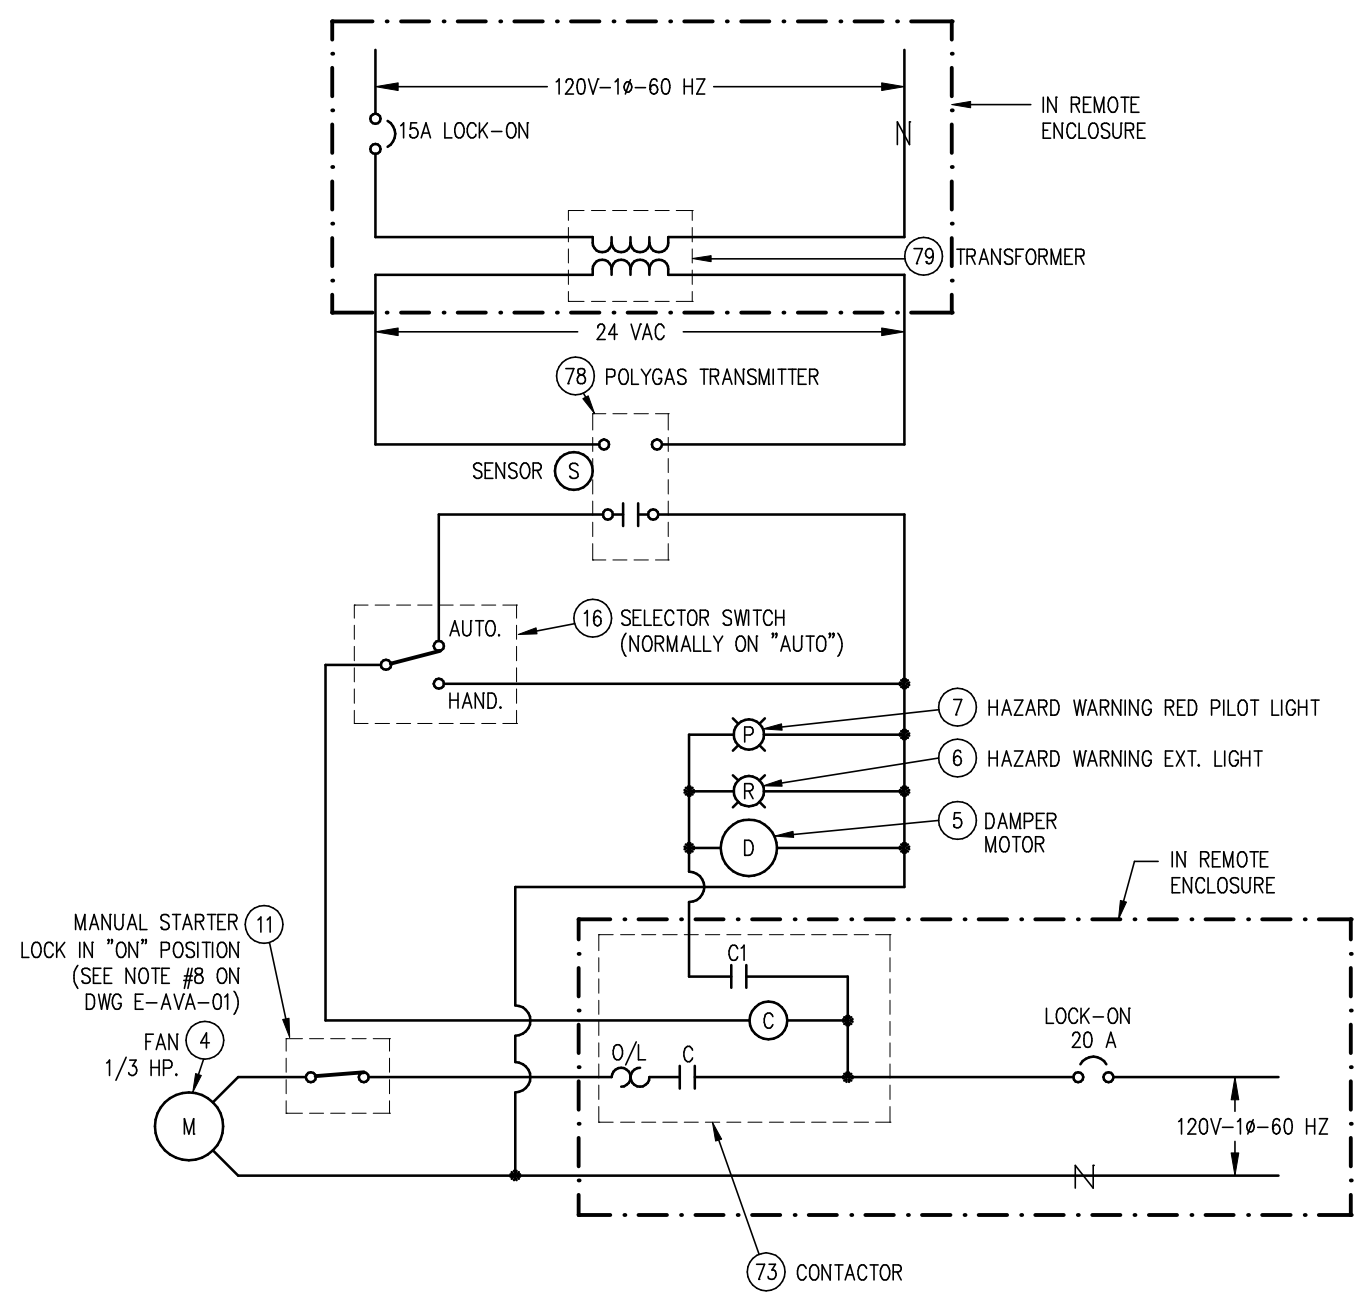 120V-1ø-60 HZ
IN REMOTE
ENCLOSURE
15A LOCK-ON
N
79 TRANSFORMER
24 VAC
78 POLYGAS TRANSMITTER
SENSOR S
16 SELECTOR SWITCH
(NORMALLY ON "AUTO")
AUTO.
HAND.
7 HAZARD WARNING RED PILOT LIGHT
P
6 HAZARD WARNING EXT. LIGHT
R
5 DAMPER
MOTOR
D
IN REMOTE
ENCLOSURE
MANUAL STARTER 11
LOCK IN "ON" POSITION
(SEE NOTE #8 ON
DWG E-AVA-01)
C1
C
LOCK-ON
20 A
FAN 4
1/3 HP.
O/L
C
M
120V-1ø-60 HZ
N
73 CONTACTOR